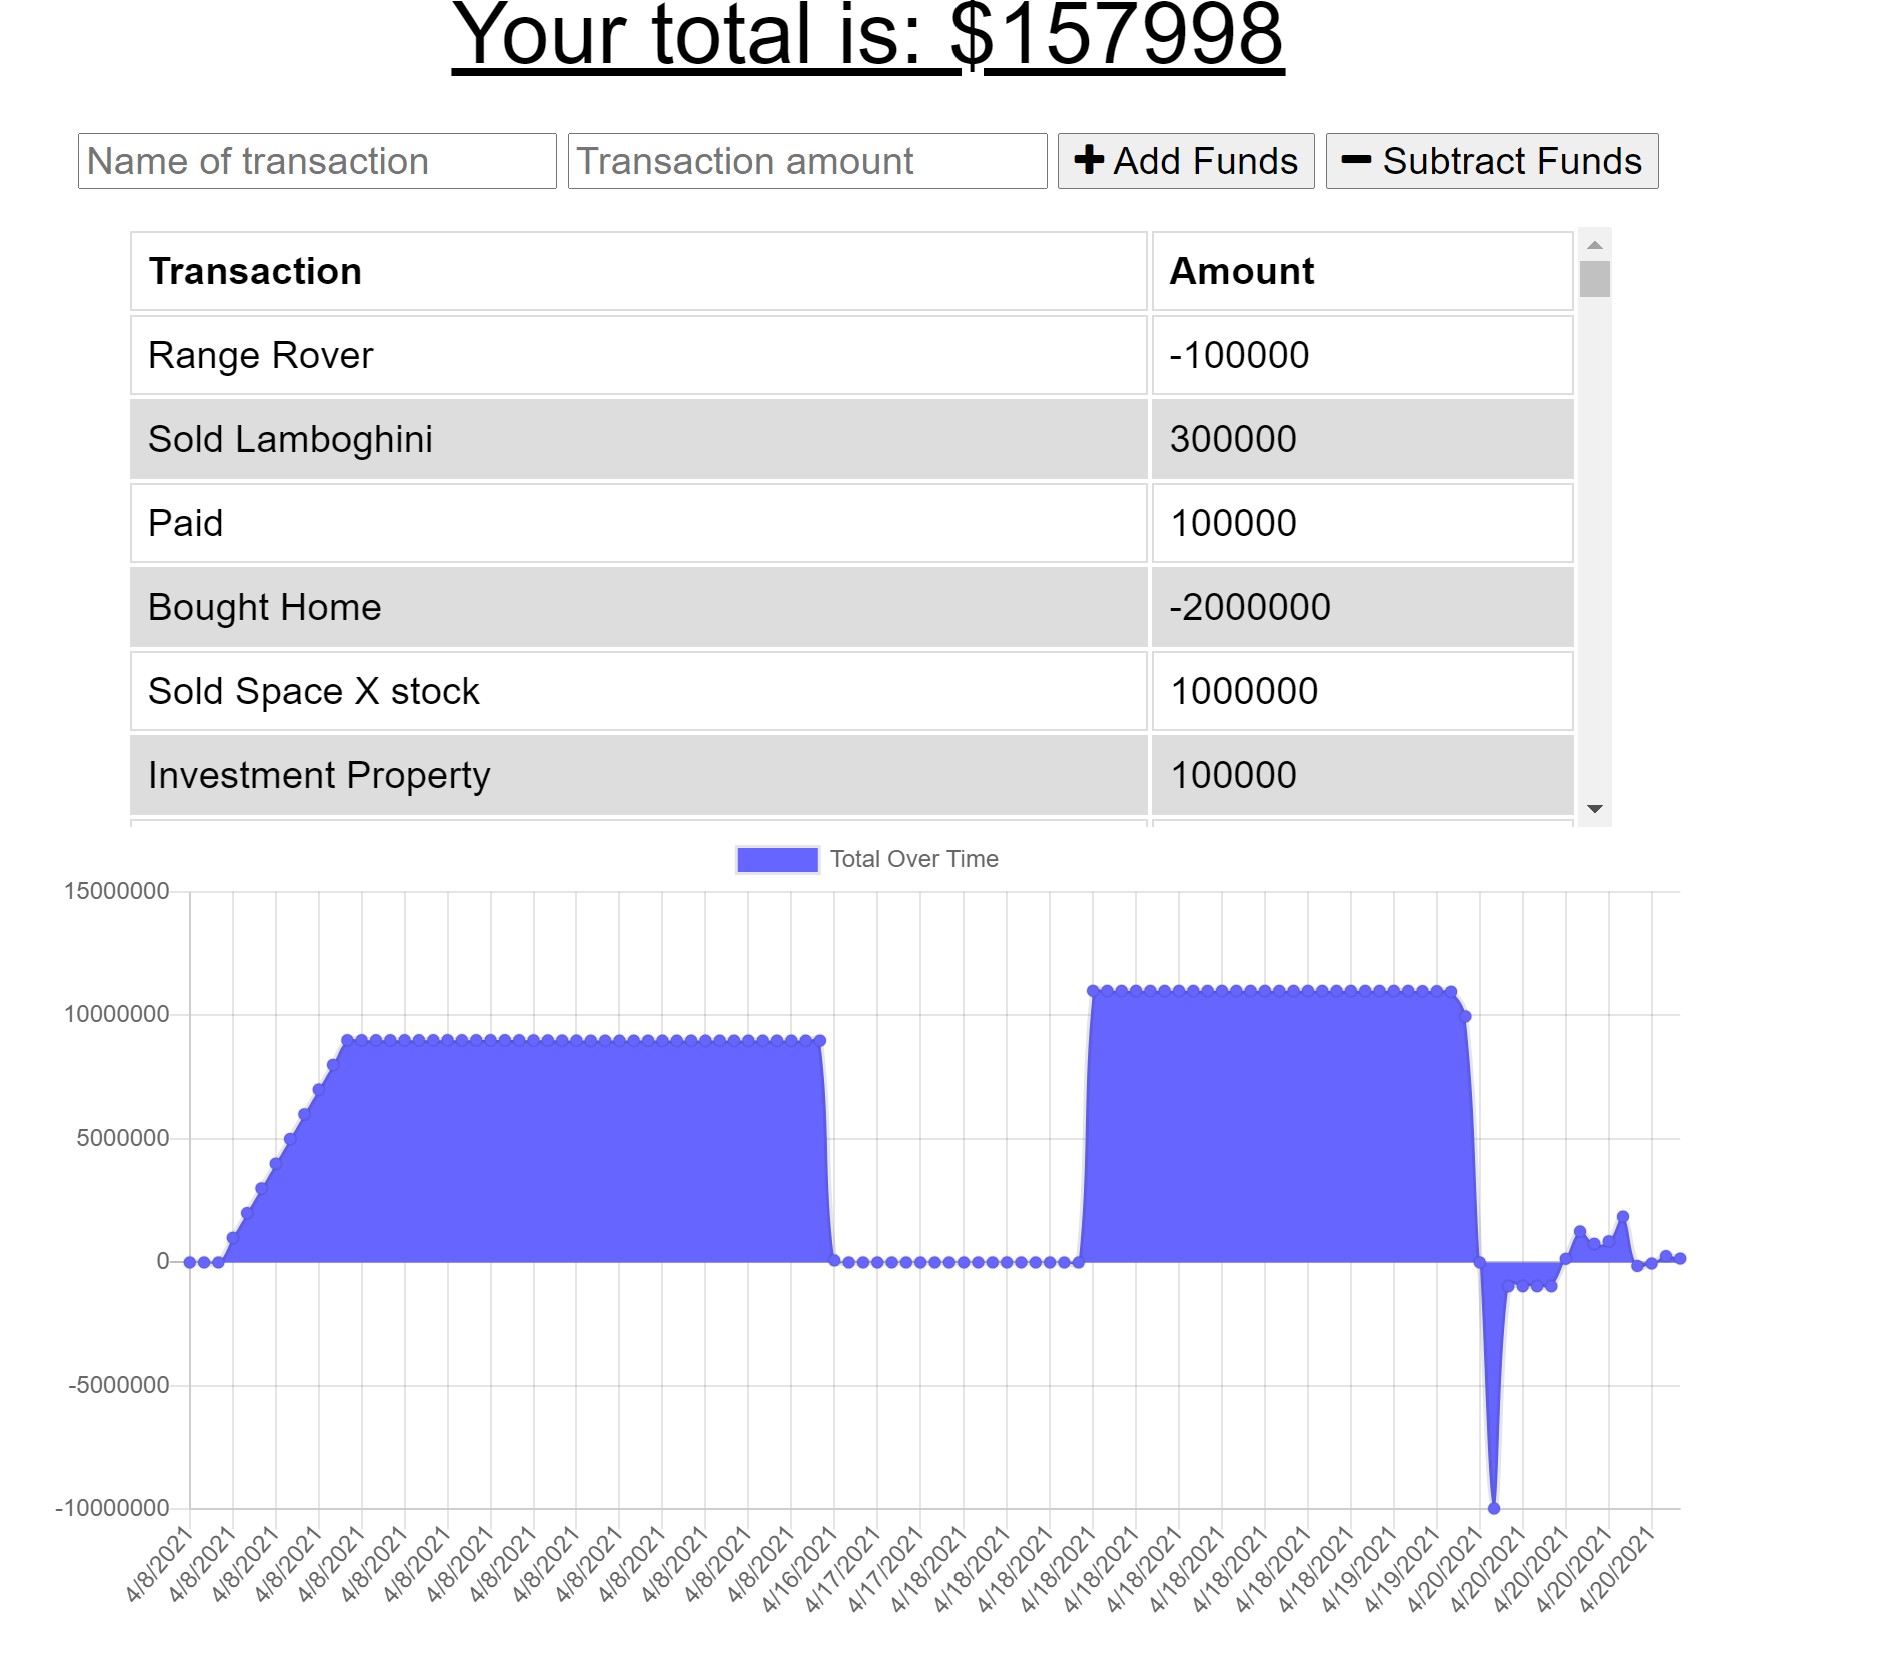 Your total is: $157998
Name of transaction Transaction amount Add Funds Subtract Funds
Transaction Amount
Range Rover -100000
Sold Lamboghini 300000
Paid 100000
Bought Home -2000000
Sold Space X stock 1000000
Investment Property 100000
Total Over Time
15000000
10000000
5000000
0
-5000000
-10000000
4/8/2021 4/8/2021 4/8/2021 4/8/2021 4/8/2021 4/8/2021 4/8/2021 4/8/2021 4/8/2021 4/8/2021 4/8/2021 4/8/2021 4/8/2021 4/8/2021 4/8/2021 4/16/2021 4/17/2021 4/17/2021 4/18/2021 4/18/2021 4/18/2021 4/18/2021 4/18/2021 4/18/2021 4/18/2021 4/18/2021 4/18/2021 4/18/2021 4/19/2021 4/19/2021 4/20/2021 4/20/2021 4/20/2021 4/20/2021 4/20/2021